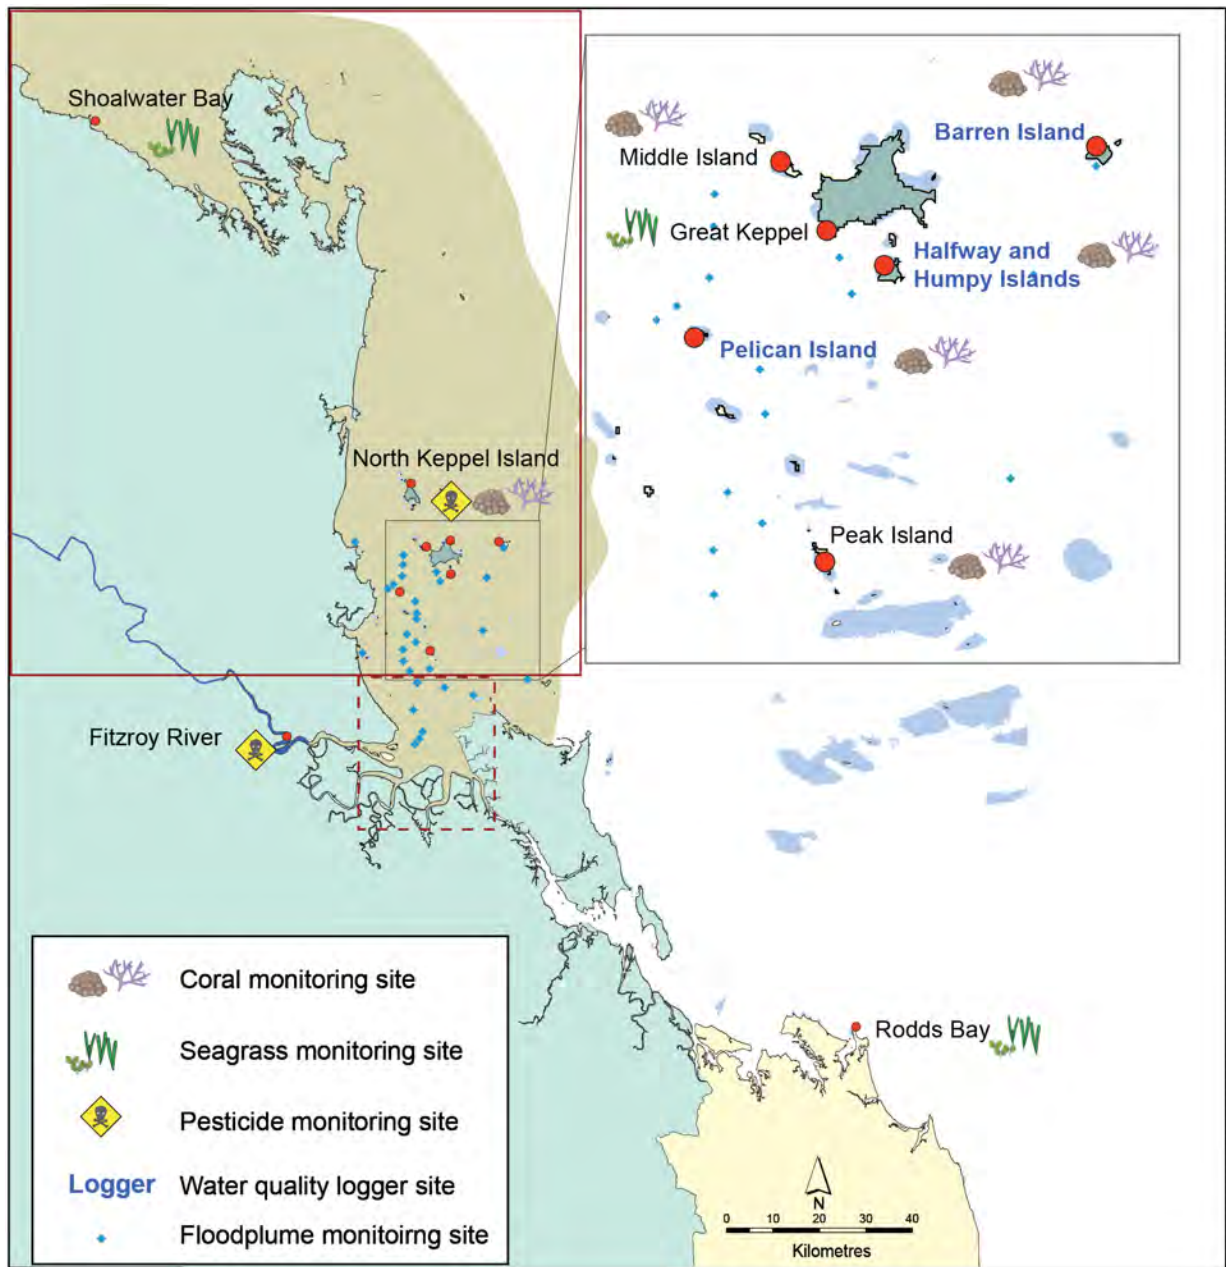 Shoalwater Bay
Barren Island
Middle Island
Great Keppel
Halfway and
Humpy Islands
Pelican Island
North Keppel Island
Peak Island
Fitzroy River
Coral monitoring site
Seagrass monitoring site
Pesticide monitoring site
Logger Water quality logger site
Floodplume monitoirng site
Rodds Bay
N
0 10 20 30 40
Kilometres